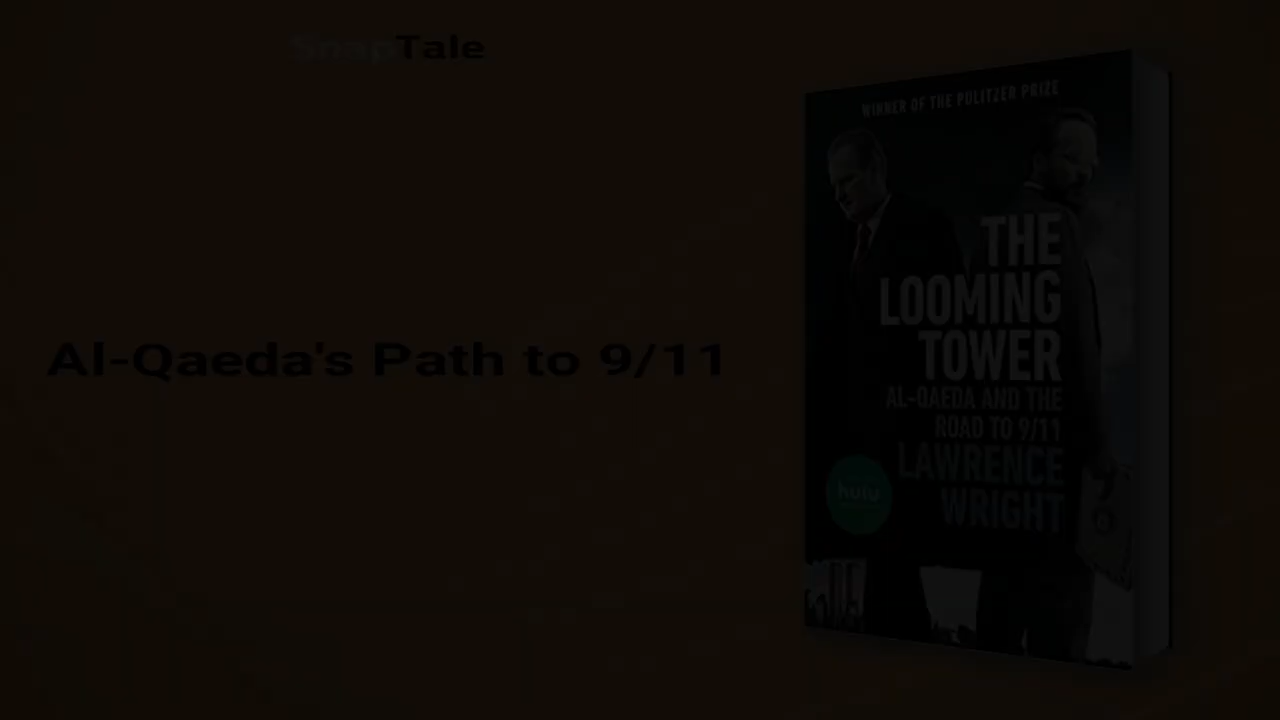 SnapTale
Al-Qaeda's Path to 9/11
WINNER OF THE PULITZER PRIZE
THE
LOOMING
TOWER
AL-QAEDA AND THE
ROAD TO 9/11
LAWRENCE
WRIGHT
hulu